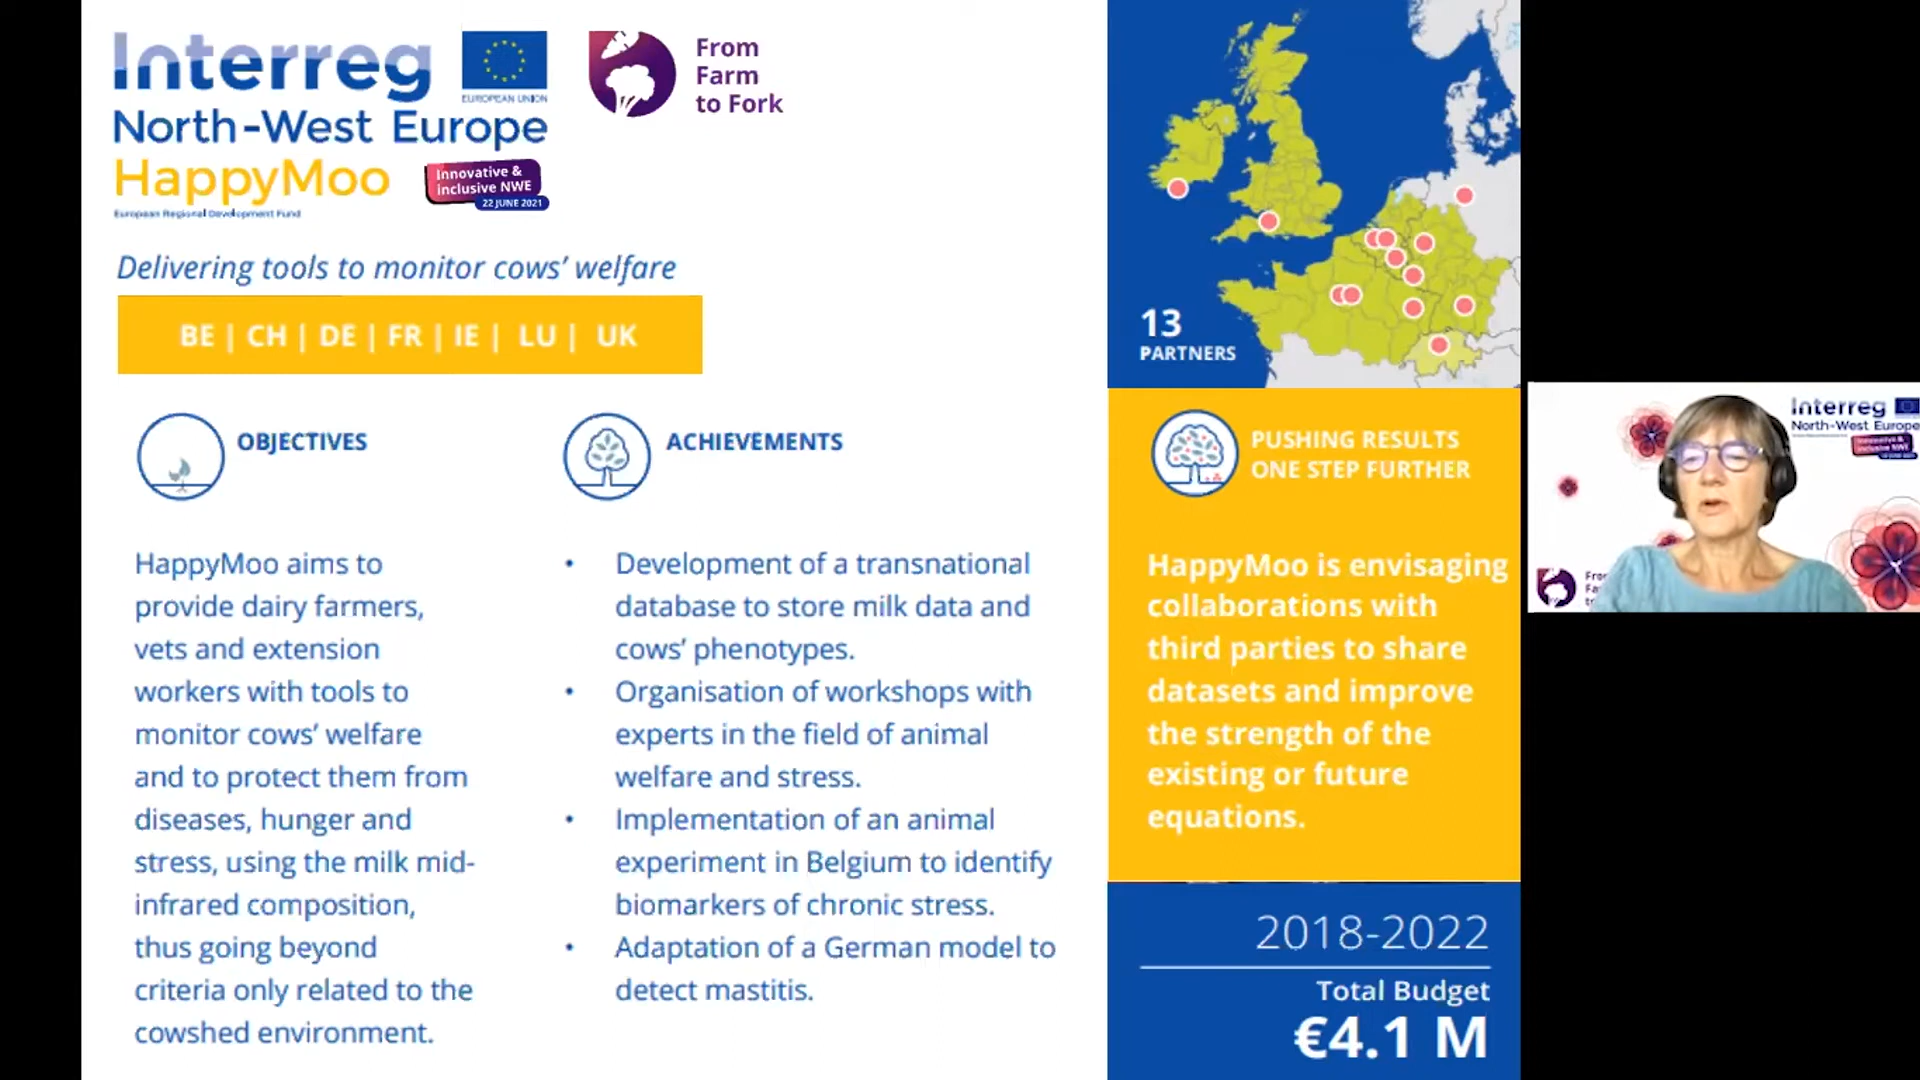 Interreg
EUROPEAN UNION
North-West Europe
HappyMoo
European Regional Development Fund
Innovative &
Inclusive NWE
22 JUNE 2021
From
Farm
to Fork
Delivering tools to monitor cows' welfare
BE | CH | DE | FR | IE | LU | UK
OBJECTIVES
HappyMoo aims to
provide dairy farmers,
vets and extension
workers with tools to
monitor cows' welfare
and to protect them from
diseases, hunger and
stress, using the milk mid-
infrared composition,
thus going beyond
criteria only related to the
cowshed environment.
ACHIEVEMENTS
• Development of a transnational
database to store milk data and
cows' phenotypes.
• Organisation of workshops with
experts in the field of animal
welfare and stress.
• Implementation of an animal
experiment in Belgium to identify
biomarkers of chronic stress.
• Adaptation of a German model to
detect mastitis.
13
PARTNERS
PUSHING RESULTS
ONE STEP FURTHER
HappyMoo is envisaging
collaborations with
third parties to share
datasets and improve
the strength of the
existing or future
equations.
2018-2022
Total Budget
€4.1 M
Interreg
North-West Europe